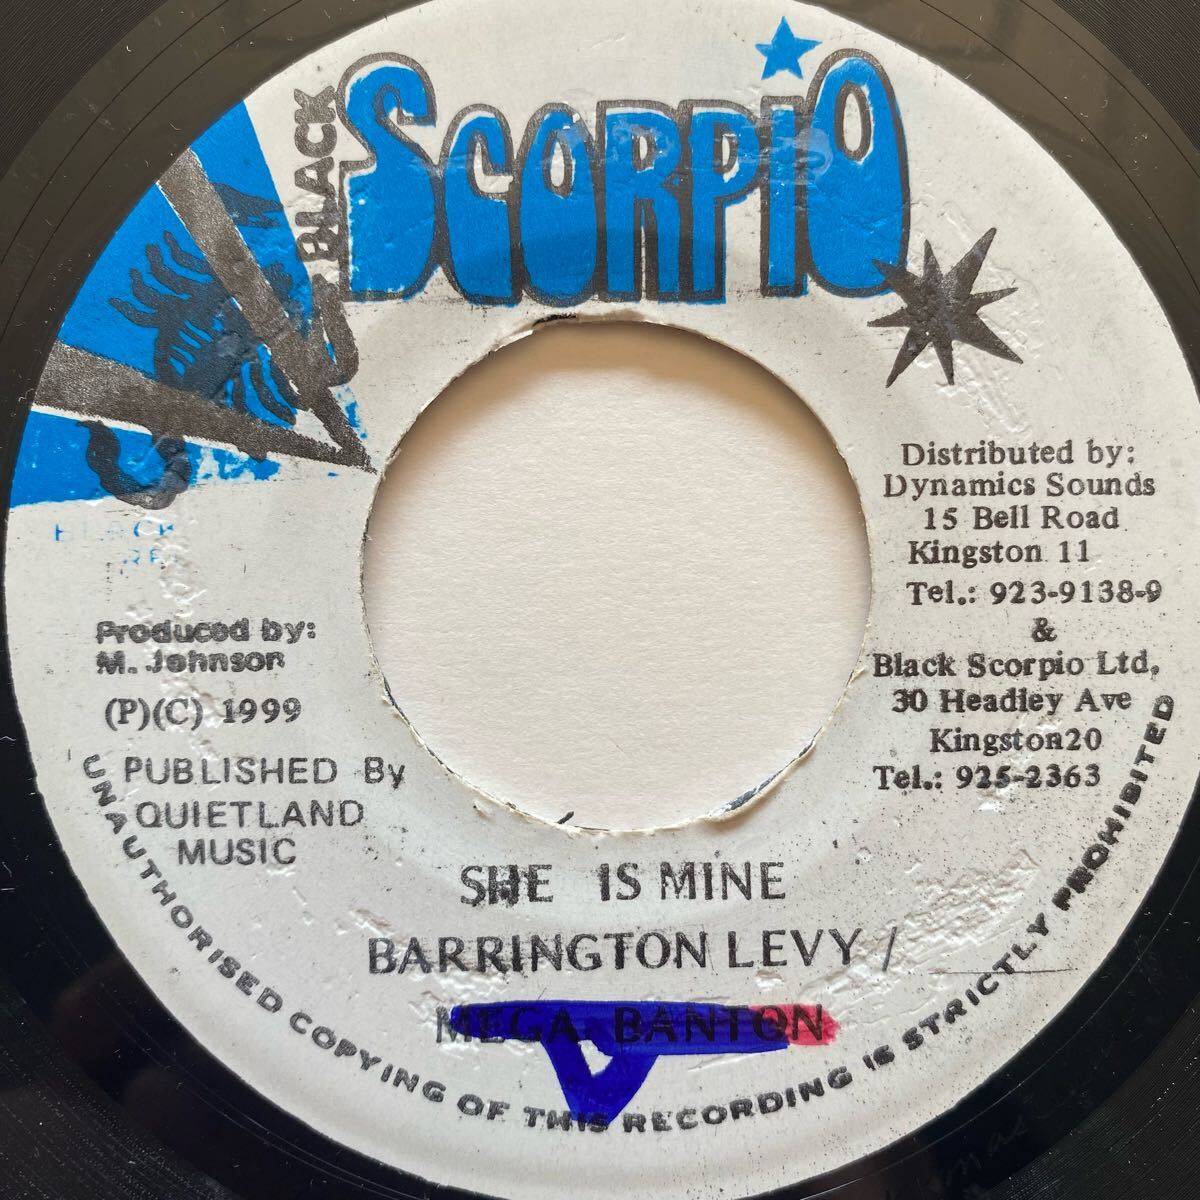 BLACK
SCORPIO
BLACK
Distributed by:
Dynamics Sounds
15 Bell Road
Kingston 11
Tel.: 923-9138-9
&
Black Scorpio Ltd,
30 Headley Ave
Kingston20
Tel.: 925-2363
Produced by:
M. Johnson
(P)(C) 1999
PUBLISHED By
QUIETLAND
MUSIC
SHE IS MINE
BARRINGTON LEVY /
MEGA BANTON
UNAUTHORISED COPYING OF THIS RECORDING IS STRICTLY PROHIBITED